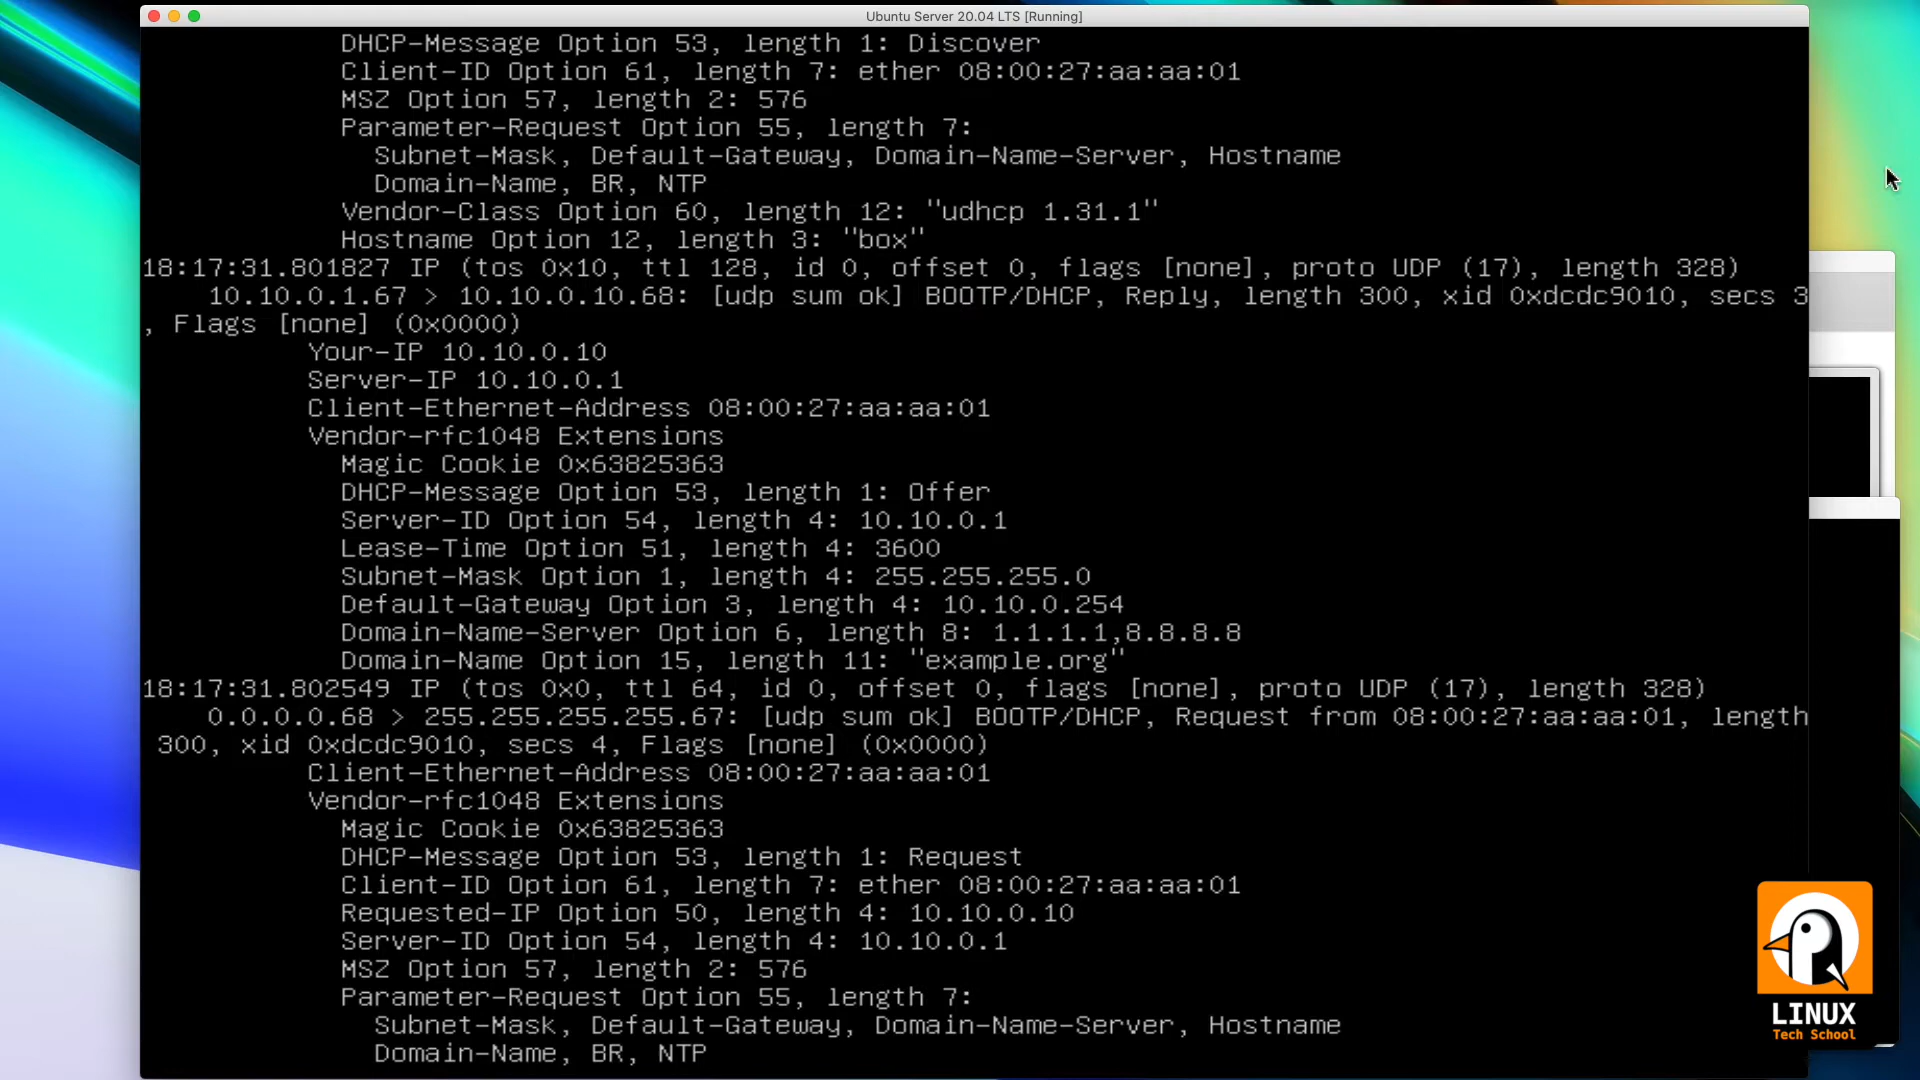 Ubuntu Server 20.04 LTS [Running]
DHCP-Message Option 53, length 1: Discover
Client-ID Option 61, length 7: ether 08:00:27:aa:aa:01
MSZ Option 57, length 2: 576
Parameter-Request Option 55, length 7:
Subnet-Mask, Default-Gateway, Domain-Name-Server, Hostname
Domain-Name, BR, NTP
Vendor-Class Option 60, length 12: "udhcp 1.31.1"
Hostname Option 12, length 3: "box"
18:17:31.801827 IP (tos 0x10, ttl 128, id 0, offset 0, flags [none], proto UDP (17), length 328)
10.10.0.1.67 > 10.10.0.10.68: [udp sum ok] BOOTP/DHCP, Reply, length 300, xid 0xdcdc9010, secs 3
, Flags [none] (0x0000)
Your-IP 10.10.0.10
Server-IP 10.10.0.1
Client-Ethernet-Address 08:00:27:aa:aa:01
Vendor-rfc1048 Extensions
Magic Cookie 0x63825363
DHCP-Message Option 53, length 1: Offer
Server-ID Option 54, length 4: 10.10.0.1
Lease-Time Option 51, length 4: 3600
Subnet-Mask Option 1, length 4: 255.255.255.0
Default-Gateway Option 3, length 4: 10.10.0.254
Domain-Name-Server Option 6, length 8: 1.1.1.1,8.8.8.8
Domain-Name Option 15, length 11: "example.org"
18:17:31.802549 IP (tos 0x0, ttl 64, id 0, offset 0, flags [none], proto UDP (17), length 328)
0.0.0.0.68 > 255.255.255.255.67: [udp sum ok] BOOTP/DHCP, Request from 08:00:27:aa:aa:01, length
300, xid 0xdcdc9010, secs 4, Flags [none] (0x0000)
Client-Ethernet-Address 08:00:27:aa:aa:01
Vendor-rfc1048 Extensions
Magic Cookie 0x63825363
DHCP-Message Option 53, length 1: Request
Client-ID Option 61, length 7: ether 08:00:27:aa:aa:01
Requested-IP Option 50, length 4: 10.10.0.10
Server-ID Option 54, length 4: 10.10.0.1
MSZ Option 57, length 2: 576
Parameter-Request Option 55, length 7:
Subnet-Mask, Default-Gateway, Domain-Name-Server, Hostname
Domain-Name, BR, NTP
LINUX
Tech School